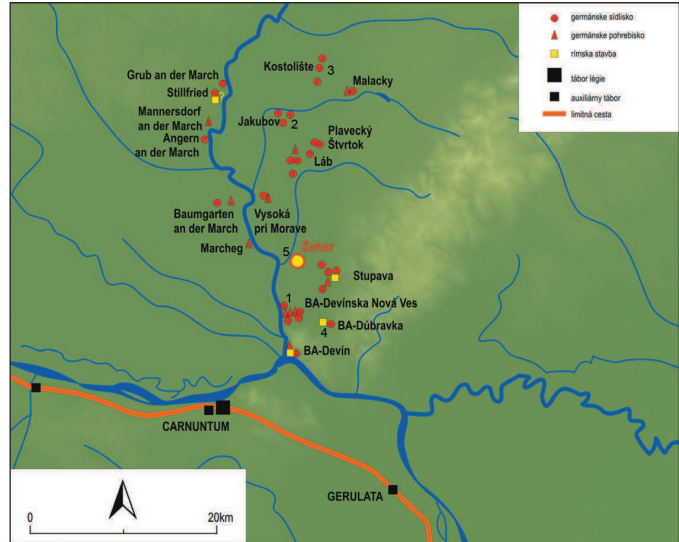 germánske sídlisko
germánske pohrebisko
rímska stavba
tábor légie
auxiliárny tábor
limitná cesta
Kostolište
3
Malacky
Grub an der March
Stillfried
Mannersdorf
an der March
Angern
an der March
Jakubov
2
Plavecký
Štvrtok
Láb
Baumgarten
an der March
Vysoká
pri Morave
Marcheg
5
Zohor
Stupava
1
BA-Devínska Nová Ves
4
BA-Dúbravka
BA-Devín
CARNUNTUM
GERULATA
0
20km